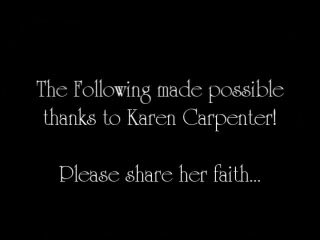 The Following made possible
thanks to Karen Carpenter!
Please share her faith...